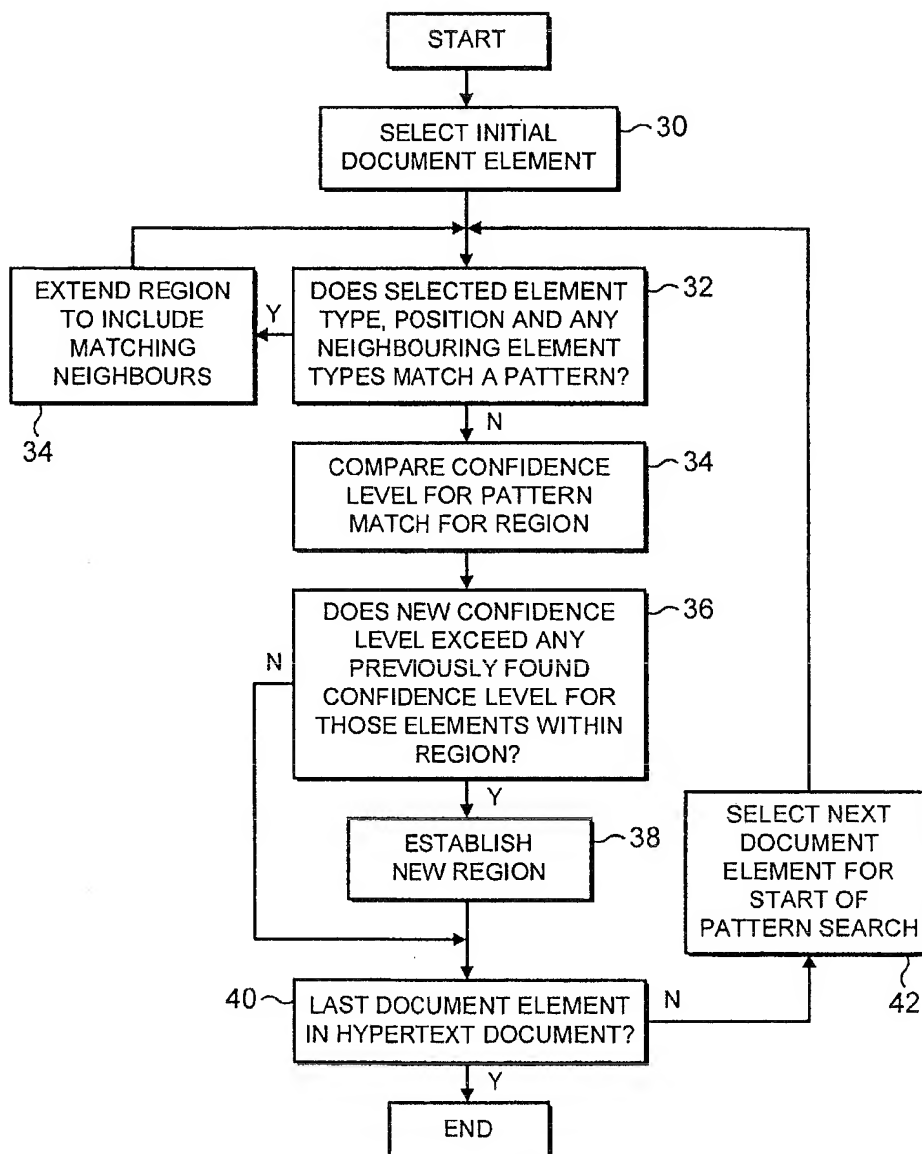 START
SELECT INITIAL
DOCUMENT ELEMENT
30
EXTEND REGION
TO INCLUDE
MATCHING
NEIGHBOURS
34
Y
DOES SELECTED ELEMENT
TYPE, POSITION AND ANY
NEIGHBOURING ELEMENT
TYPES MATCH A PATTERN?
32
N
COMPARE CONFIDENCE
LEVEL FOR PATTERN
MATCH FOR REGION
34
DOES NEW CONFIDENCE
LEVEL EXCEED ANY
PREVIOUSLY FOUND
CONFIDENCE LEVEL FOR
THOSE ELEMENTS WITHIN
REGION?
36
N
Y
ESTABLISH
NEW REGION
38
SELECT NEXT
DOCUMENT
ELEMENT FOR
START OF
PATTERN SEARCH
42
40
LAST DOCUMENT ELEMENT
IN HYPERTEXT DOCUMENT?
N
Y
END